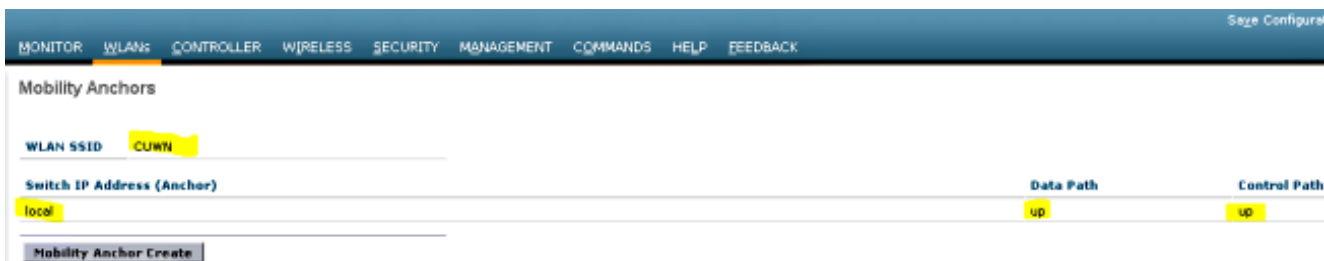 Save Configura
MONITOR WLANs CONTROLLER WIRELESS SECURITY MANAGEMENT COMMANDS HELP FEEDBACK
Mobility Anchors
WLAN SSID CUWN
Switch IP Address (Anchor) Data Path Control Path
local up up
Mobility Anchor Create